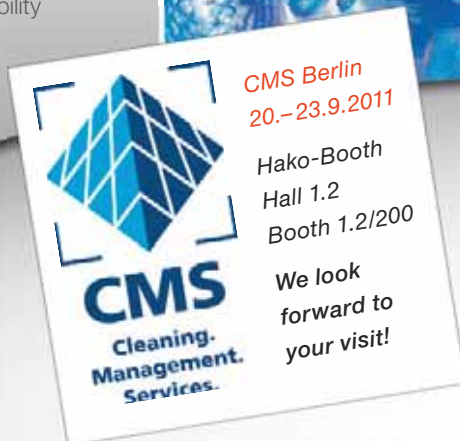 CMS Berlin
20.–23.9.2011
Hako-Booth
Hall 1.2
Booth 1.2/200
We look
forward to
your visit!
CMS
Cleaning.
Management.
Services.